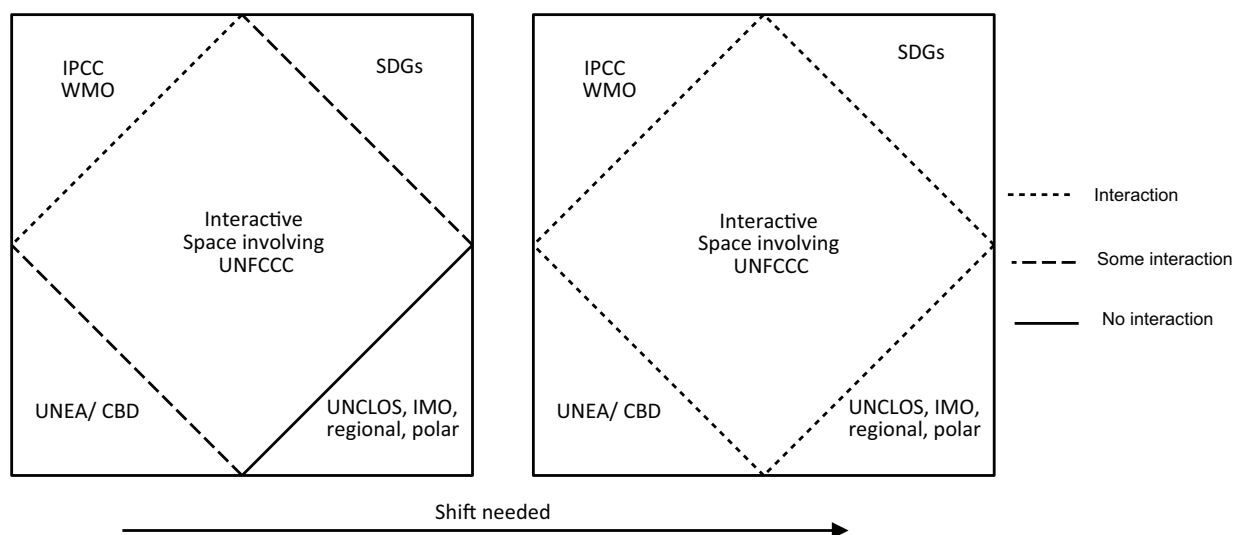 IPCC
WMO
SDGs
Interactive
Space involving
UNFCCC
UNEA/ CBD
UNCLOS, IMO,
regional, polar
IPCC
WMO
SDGs
Interactive
Space involving
UNFCCC
UNEA/ CBD
UNCLOS, IMO,
regional, polar
Interaction
Some interaction
No interaction
Shift needed